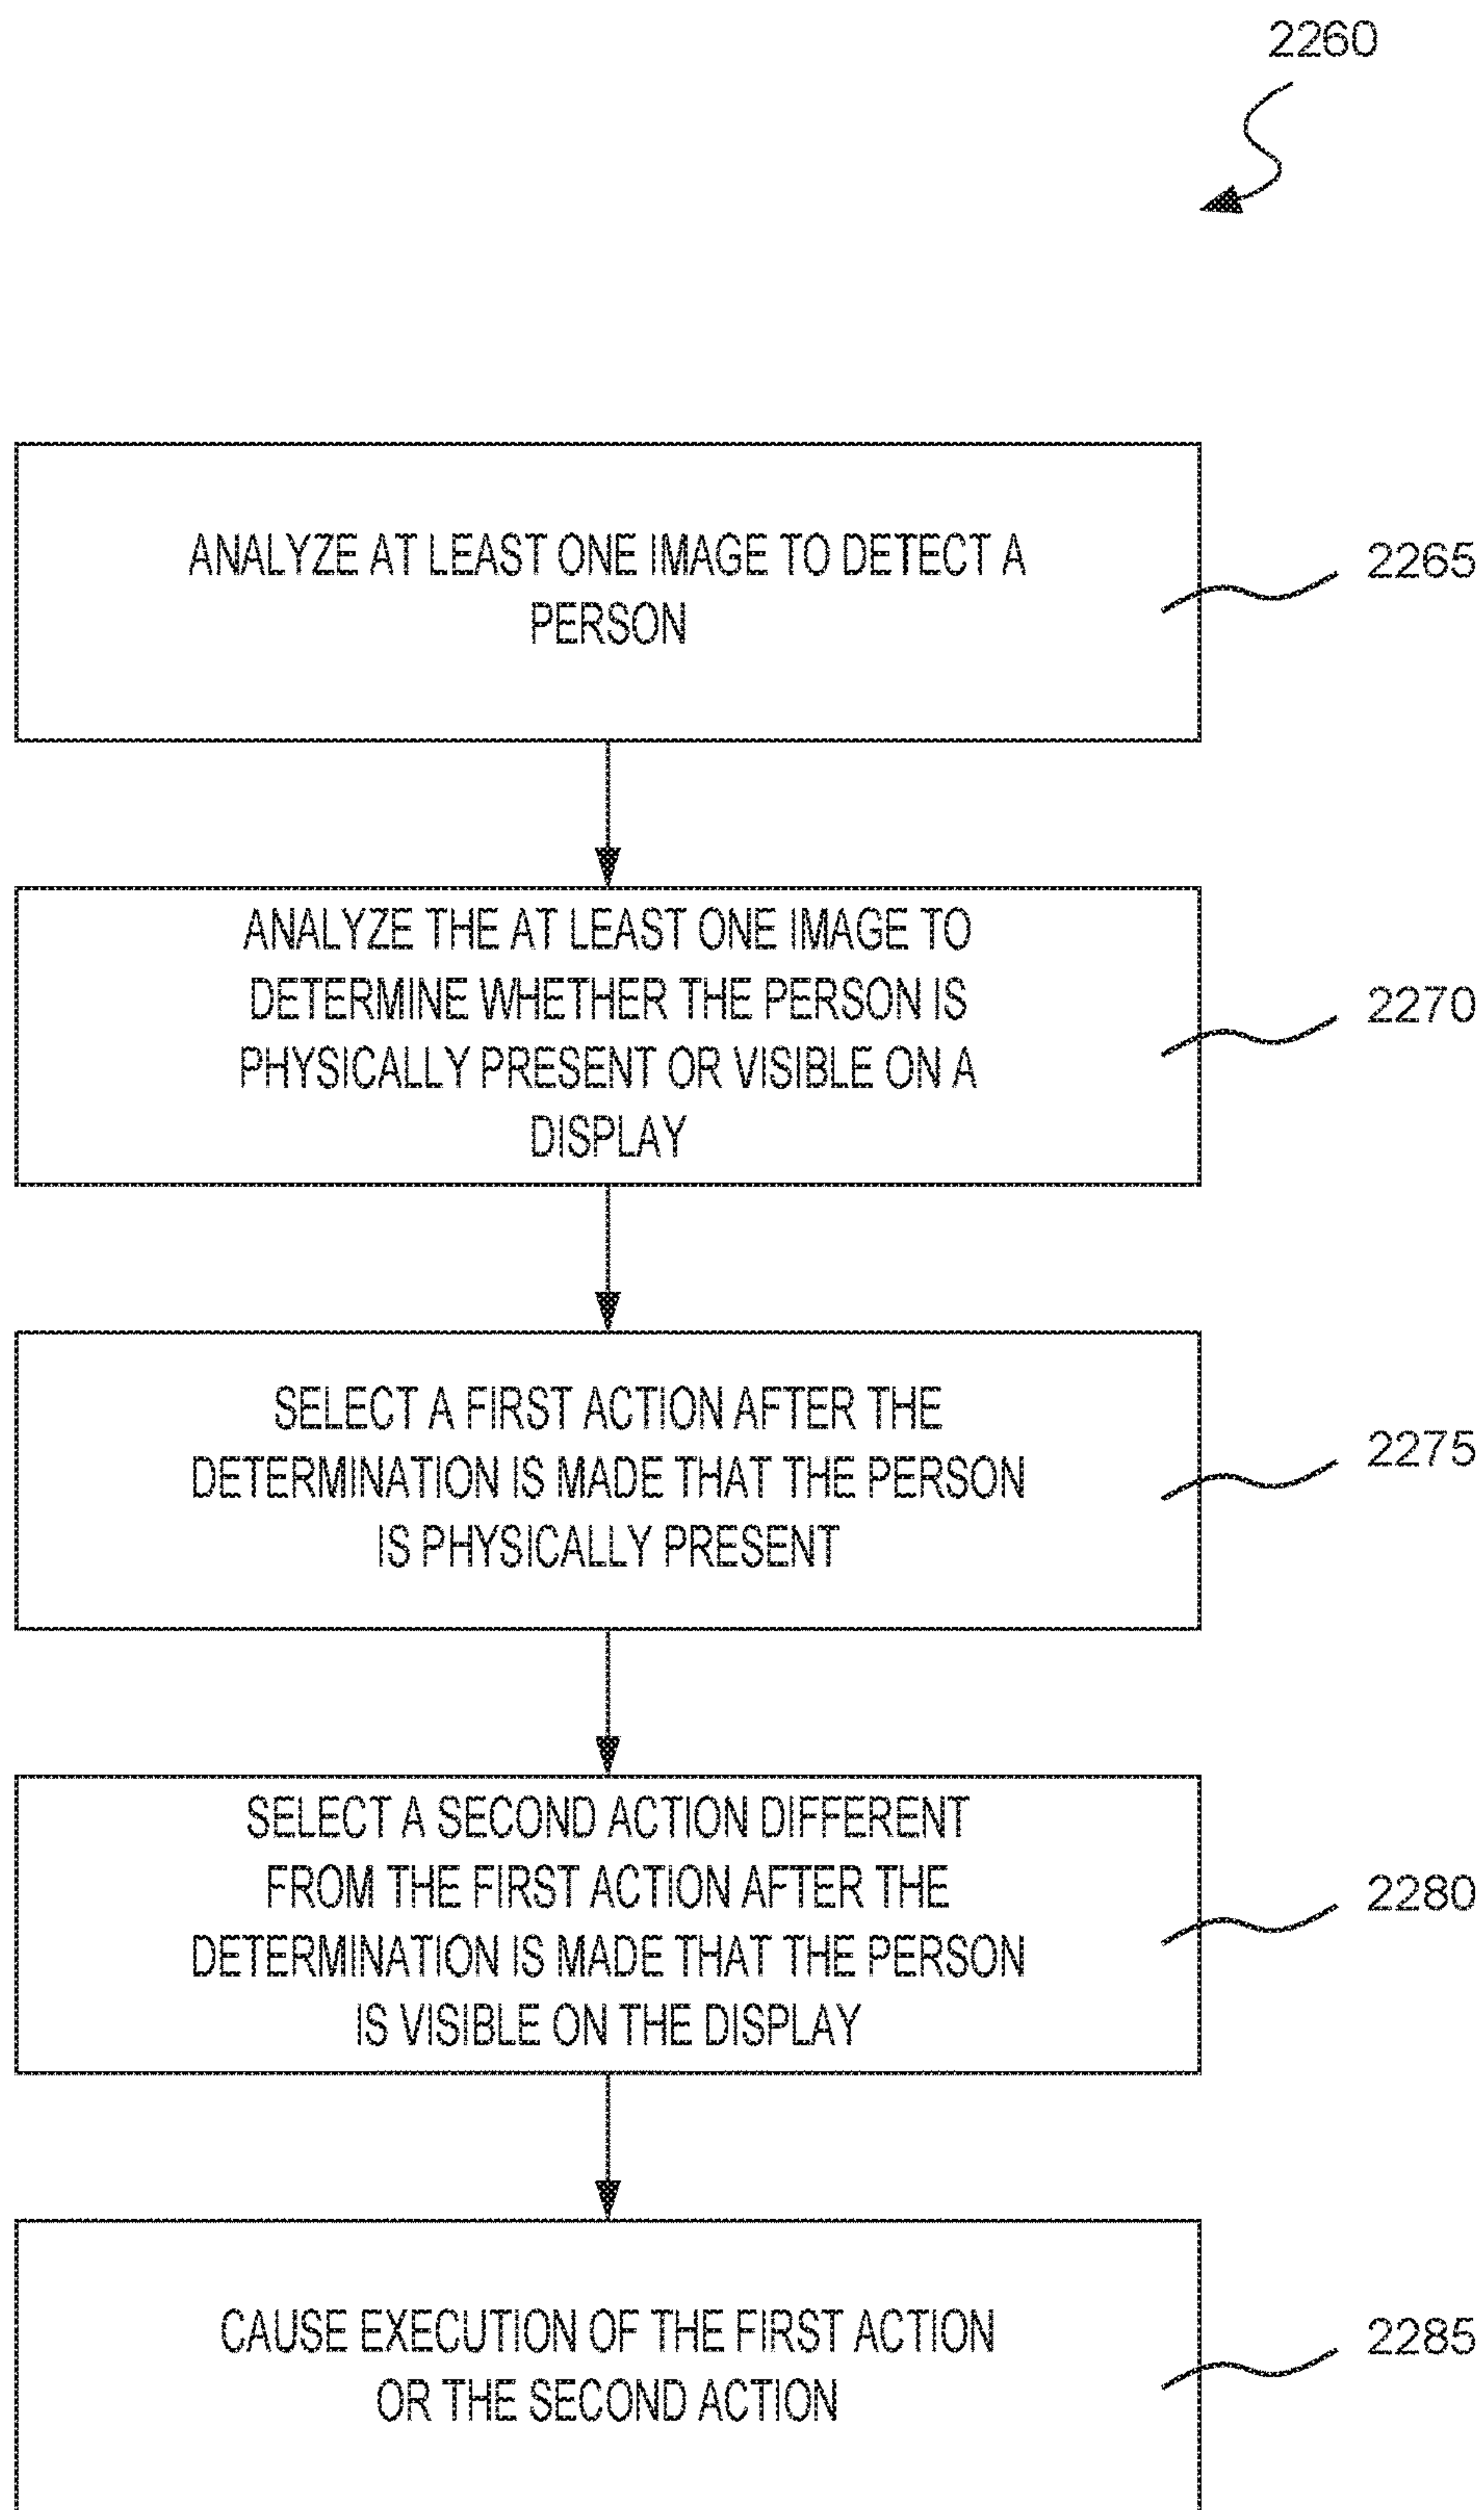 2260
ANALYZE AT LEAST ONE IMAGE TO DETECT A
PERSON
2265
ANALYZE THE AT LEAST ONE IMAGE TO
DETERMINE WHETHER THE PERSON IS
PHYSICALLY PRESENT OR VISIBLE ON A
DISPLAY
2270
SELECT A FIRST ACTION AFTER THE
DETERMINATION IS MADE THAT THE PERSON
IS PHYSICALLY PRESENT
2275
SELECT A SECOND ACTION DIFFERENT
FROM THE FIRST ACTION AFTER THE
DETERMINATION IS MADE THAT THE PERSON
IS VISIBLE ON THE DISPLAY
2280
CAUSE EXECUTION OF THE FIRST ACTION
OR THE SECOND ACTION
2285